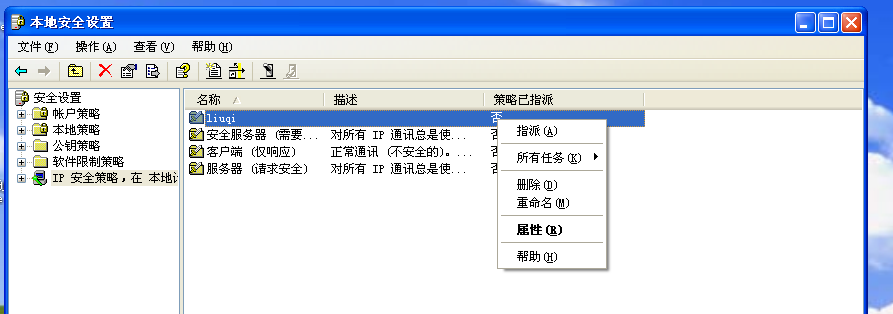 本地安全设置
文件(F) 操作(A) 查看(V) 帮助(H)
安全设置
帐户策略
本地策略
公钥策略
软件限制策略
IP 安全策略，在 本地
名称 描述 策略已指派
liuqi 否
安全服务器 (需要... 对所有 IP 通讯总是使...
客户端 (仅响应) 正常通讯 (不安全的)。...
服务器 (请求安全) 对所有 IP 通讯总是使...
指派(A)
所有任务(K)
删除(D)
重命名(M)
属性(R)
帮助(H)